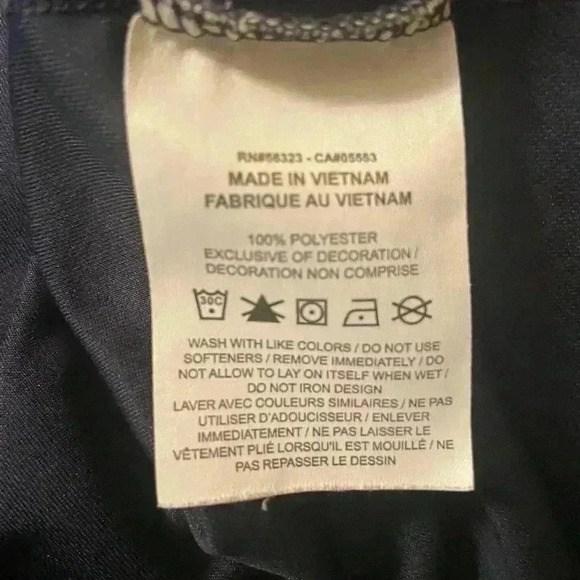 RN#56323 - CA#05553
MADE IN VIETNAM
FABRIQUE AU VIETNAM
100% POLYESTER
EXCLUSIVE OF DECORATION /
DECORATION NON COMPRISE
30C
WASH WITH LIKE COLORS / DO NOT USE
SOFTENERS / REMOVE IMMEDIATELY / DO
NOT ALLOW TO LAY ON ITSELF WHEN WET /
DO NOT IRON DESIGN
LAVER AVEC COULEURS SIMILAIRES / NE PAS
UTILISER D'ADOUCISSEUR / ENLEVER
IMMEDIATEMENT / NE PAS LAISSER LE
VÊTEMENT PLIÉ LORSQU'IL EST MOUILLÉ / NE
PAS REPASSER LE DESSIN